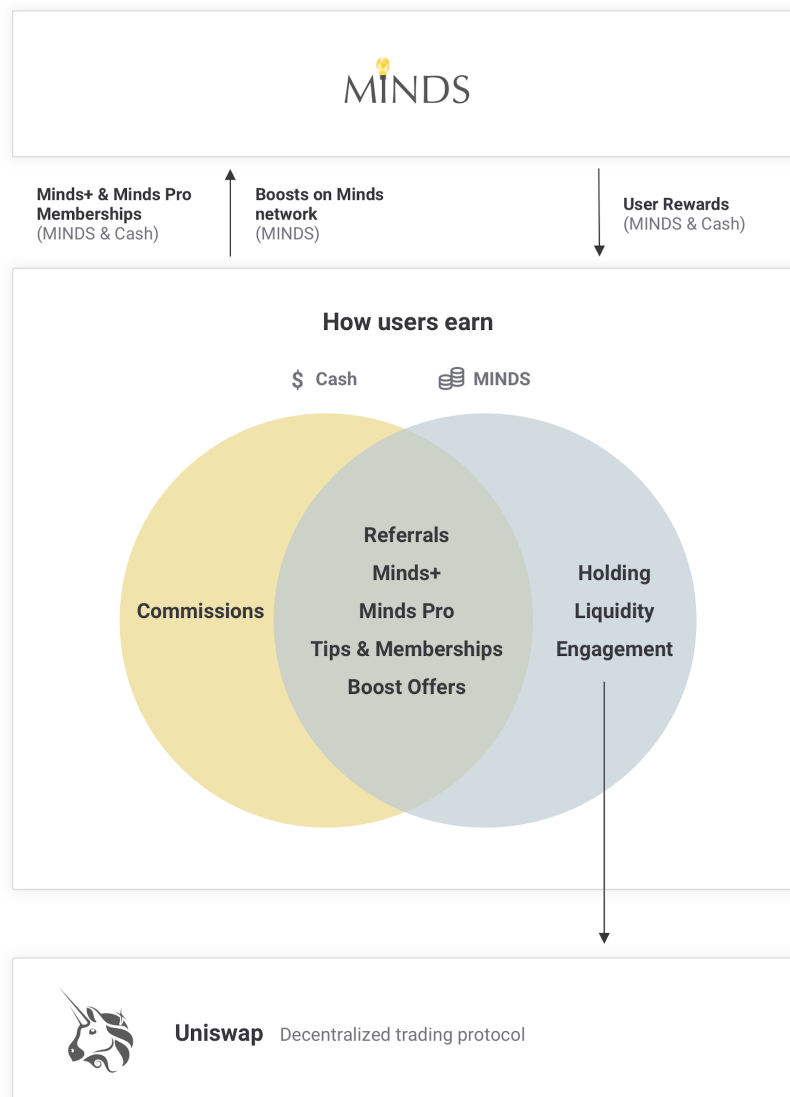 MINDS
Minds+ & Minds Pro
Memberships
(MINDS & Cash)
Boosts on Minds
network
(MINDS)
User Rewards
(MINDS & Cash)
How users earn
$ Cash
MINDS
Referrals
Minds+
Minds Pro
Tips & Memberships
Boost Offers
Commissions
Holding
Liquidity
Engagement
Uniswap Decentralized trading protocol